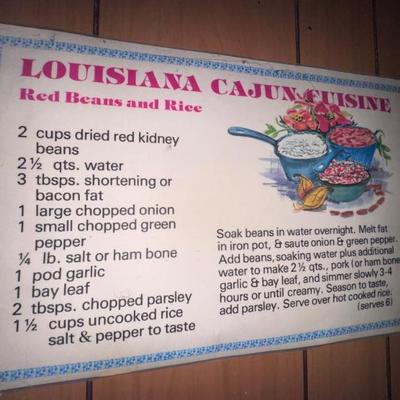 LOUISIANA CAJUN CUISINE
Red Beans and Rice
2 cups dried red kidney
beans
2½ qts. water
3 tbsps. shortening or
bacon fat
1 large chopped onion
1 small chopped green
pepper
¼ lb. salt or ham bone
1 pod garlic
1 bay leaf
2 tbsps. chopped parsley
1½ cups uncooked rice
salt & pepper to taste
Soak beans in water overnight. Melt fat
in iron pot, & saute onion & green pepper.
Add beans, soaking water plus additional
water to make 2½ qts., pork (or ham bone
garlic & bay leaf, and simmer slowly 3-4
hours or until creamy. Season to taste,
add parsley. Serve over hot cooked rice.
(serves 6)